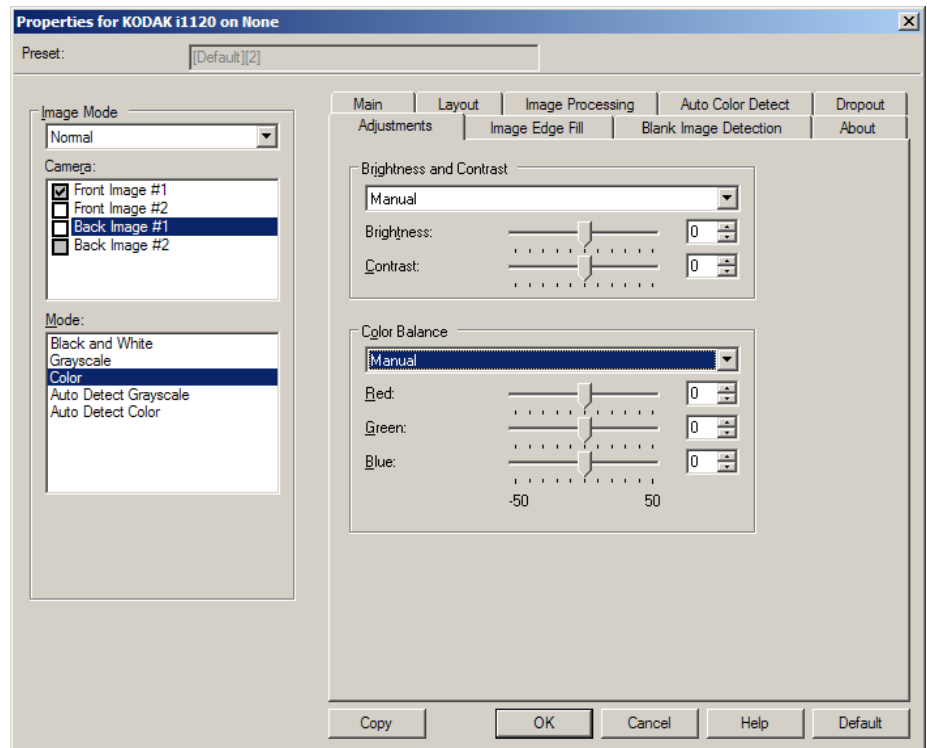 Properties for KODAK i1120 on None
Preset: [Default][2]
Image Mode
Normal
Camera:
Front Image #1
Front Image #2
Back Image #1
Back Image #2
Mode:
Black and White
Grayscale
Color
Auto Detect Grayscale
Auto Detect Color
Main Layout Image Processing Auto Color Detect Dropout
Adjustments Image Edge Fill Blank Image Detection About
Brightness and Contrast
Manual
Brightness: 0
Contrast: 0
Color Balance
Manual
Red: 0
Green: 0
Blue: 0
-50 50
Copy OK Cancel Help Default